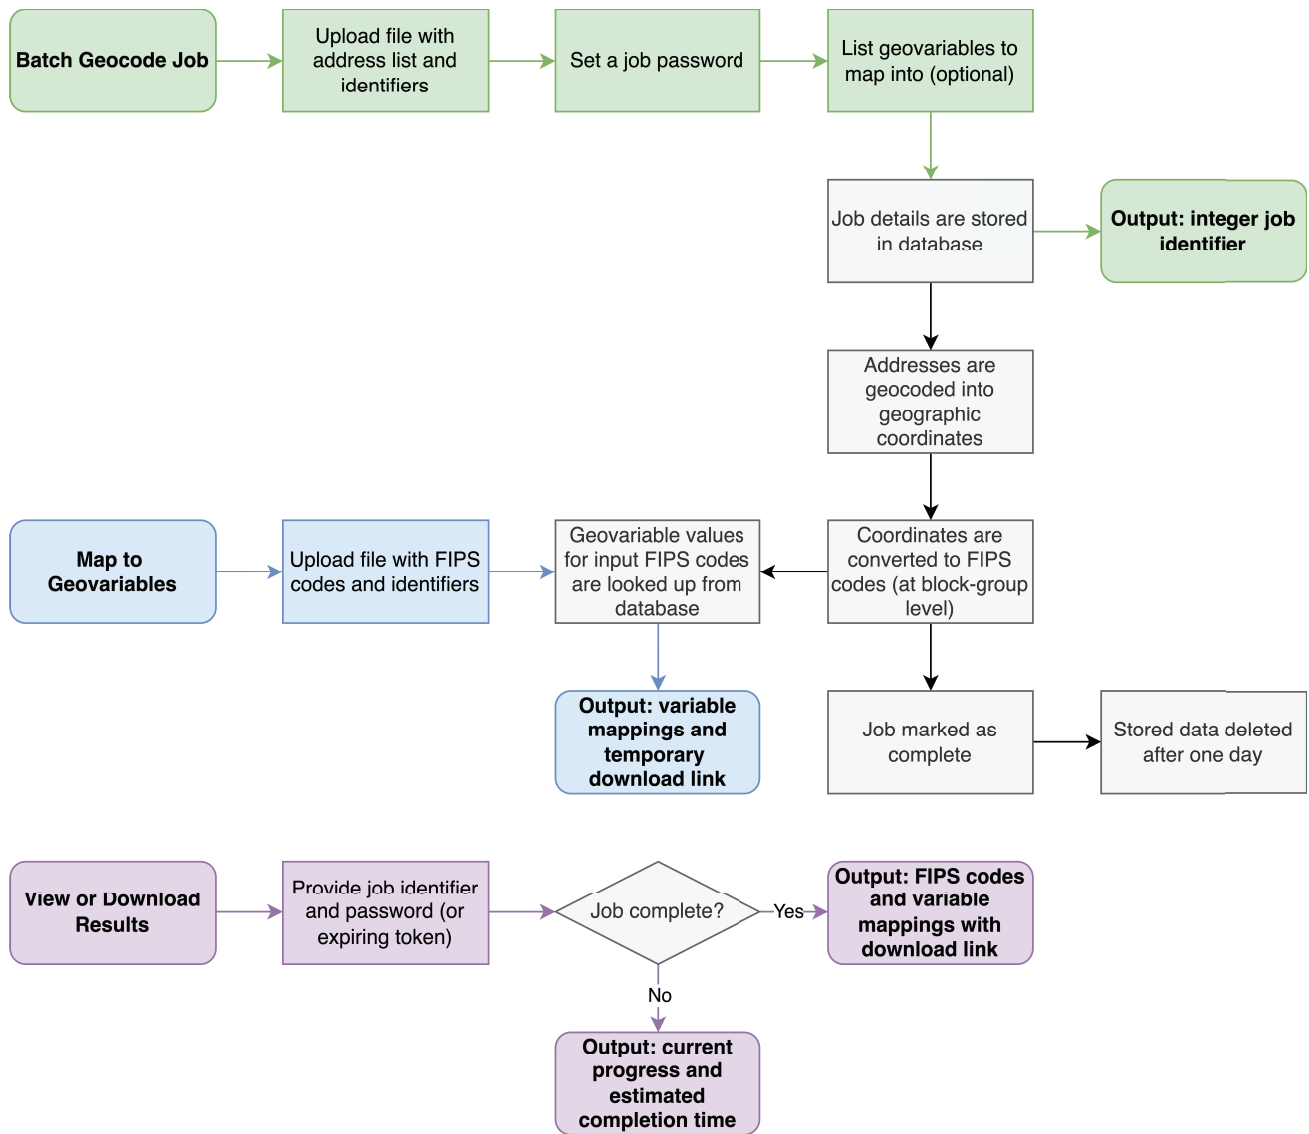 Batch Geocode Job
Upload file with
address list and
identifiers
Set a job password
List geovariables to
map into (optional)
Job details are stored
in database
Output: integer job
identifier
Addresses are
geocoded into
geographic
coordinates
Map to
Geovariables
Upload file with FIPS
codes and identifiers
Geovariable values
for input FIPS codes
are looked up from
database
Coordinates are
converted to FIPS
codes (at block-group
level)
Output: variable
mappings and
temporary
download link
Job marked as
complete
Stored data deleted
after one day
View or Download
Results
Provide job identifier
and password (or
expiring token)
Job complete?
Yes
Output: FIPS codes
and variable
mappings with
download link
No
Output: current
progress and
estimated
completion time